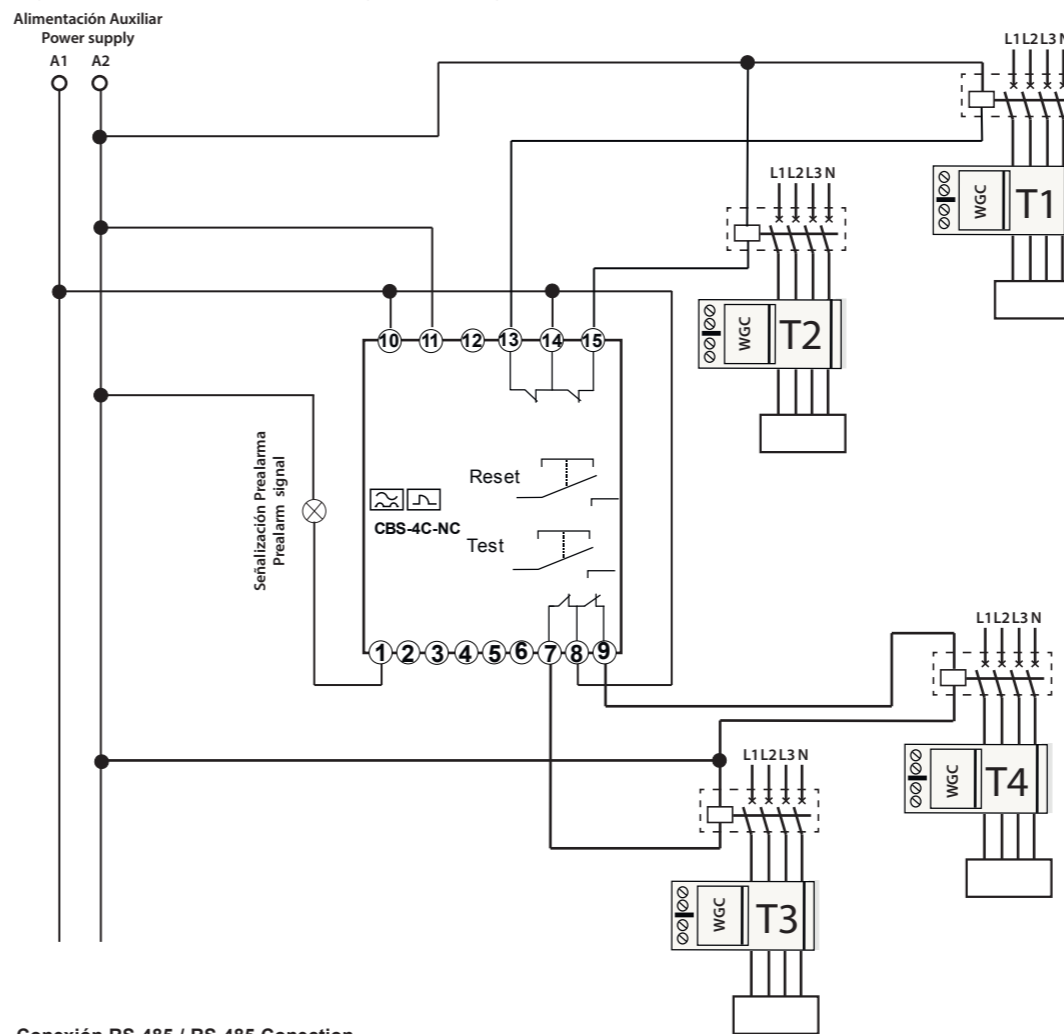 Alimentación Auxiliar
Power supply
A1 A2
L1 L2 L3 N
WGC T1
L1 L2 L3 N
WGC T2
10 11 12 13 14 15
Señalización Prealarma
Prealarm signal
Reset
CBS-4C-NC
Test
1 2 3 4 5 6 7 8 9
L1 L2 L3 N
WGC T4
L1 L2 L3 N
WGC T3
Conexión RS-485 / RS-485 Conection